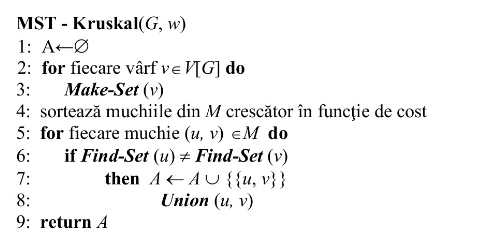 MST - Kruskal(G, w)
1: A←∅
2: for fiecare vârf v∈V[G] do
3: Make-Set (v)
4: sortează muchiile din M crescător în funcţie de cost
5: for fiecare muchie (u, v) ∈M do
6: if Find-Set (u) ≠ Find-Set (v)
7: then A ← A ∪ {{u, v}}
8: Union (u, v)
9: return A